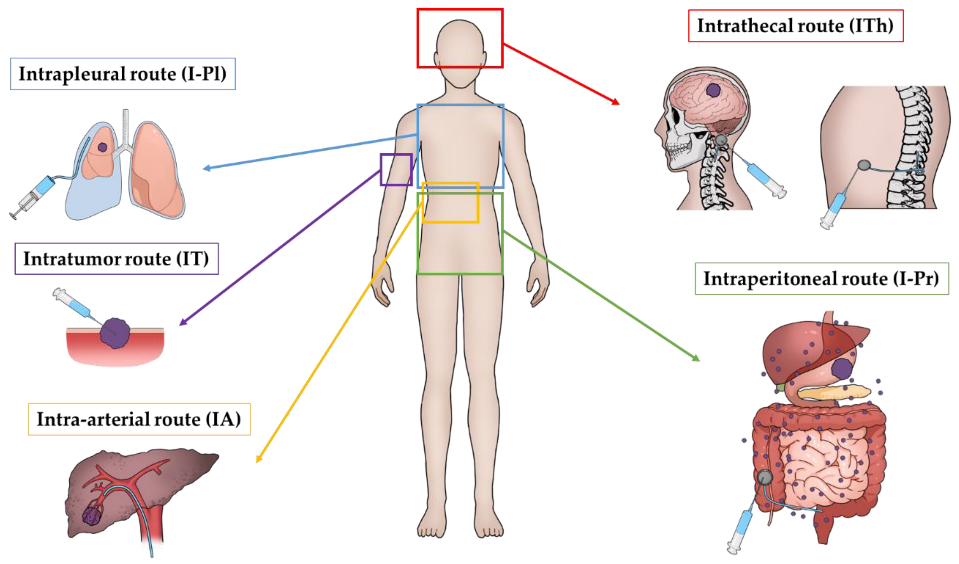 Intrathecal route (ITh)
Intrapleural route (I-Pl)
Intratumor route (IT)
Intraperitoneal route (I-Pr)
Intra-arterial route (IA)